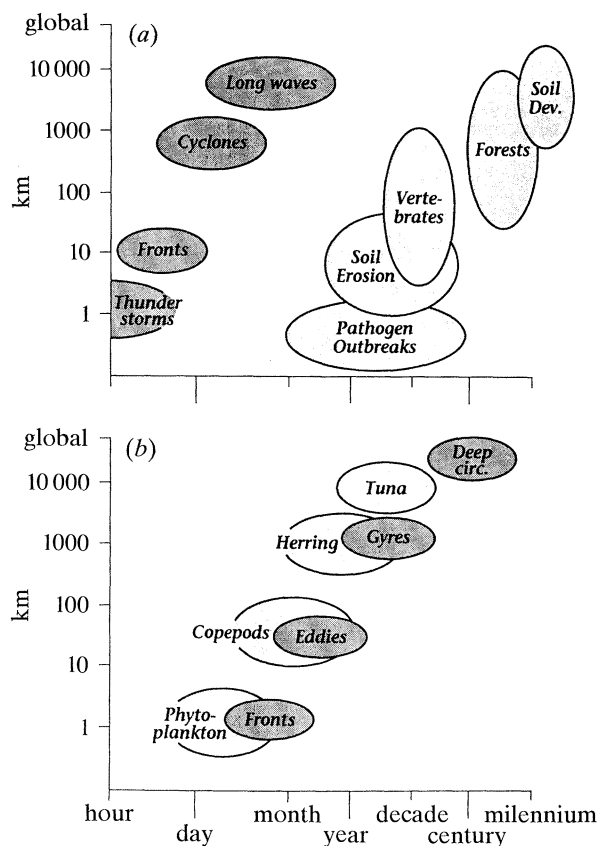 (a)
global
10 000
1000
100
10
1
km
Long waves
Cyclones
Fronts
Thunder
storms
Soil
Dev.
Forests
Verte-
brates
Soil
Erosion
Pathogen
Outbreaks
(b)
global
10 000
1000
100
10
1
km
Deep
circ.
Tuna
Herring
Gyres
Copepods
Eddies
Phyto-
plankton
Fronts
hour
day
month
year
decade
century
millennium